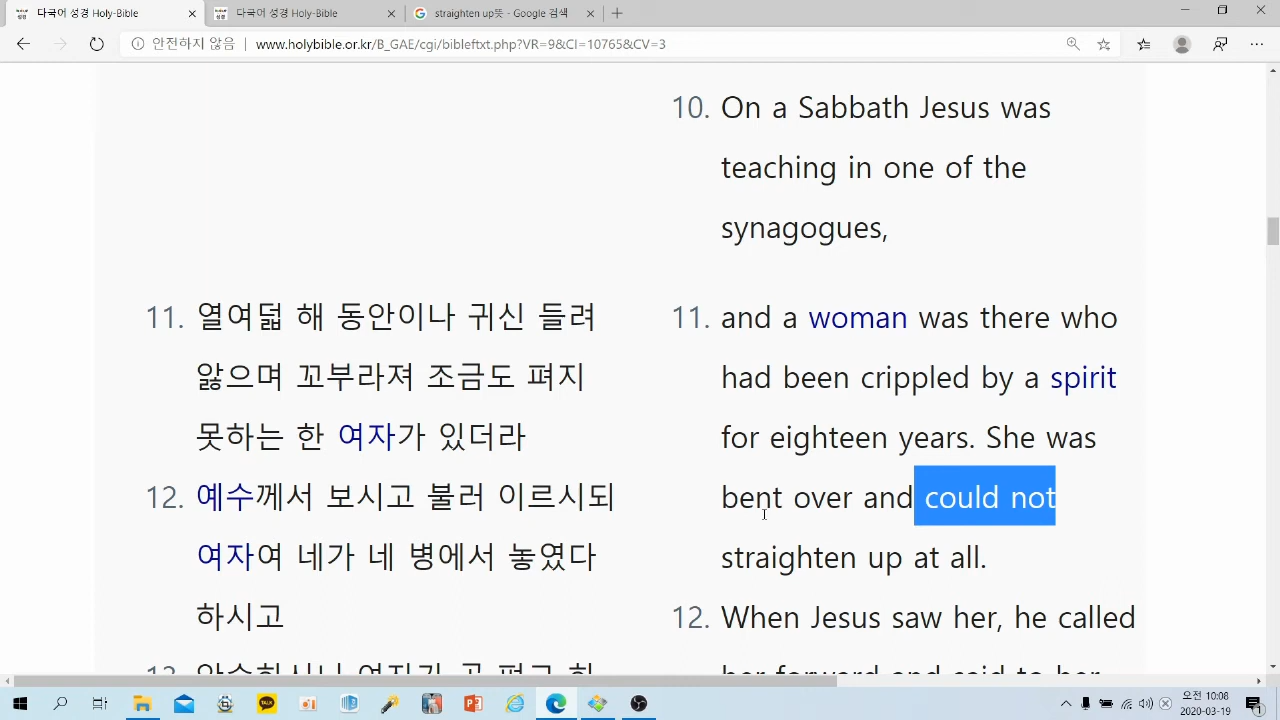 다국어 성경 Holy-Bible
다국어 성경 Holy-Bible
straighten up뜻 - Google 검색
안전하지 않음
www.holybible.or.kr/B_GAE/cgi/bibleftxt.php?VR=9&CI=10765&CV=3
10. On a Sabbath Jesus was
teaching in one of the
synagogues,
11. 열여덟 해 동안이나 귀신 들려
앓으며 꼬부라져 조금도 펴지
못하는 한 여자가 있더라
12. 예수께서 보시고 불러 이르시되
여자여 네가 네 병에서 놓였다
하시고
11. and a woman was there who
had been crippled by a spirit
for eighteen years. She was
bent over and could not
straighten up at all.
12. When Jesus saw her, he called
her forward and said to her
TALK
오전 10:08
2020-03-19